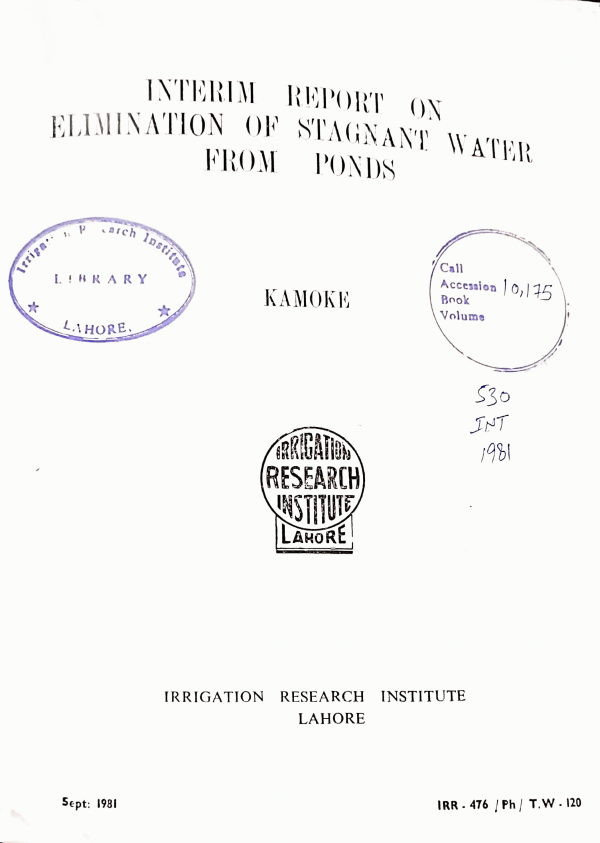 INTERIM REPORT ON
ELIMINATION OF STAGNANT WATER
FROM PONDS
Institute
LIBRARY
LAHORE.
Call
Accession 10,175
Book
Volume
KAMOKE
530
INT
1981
IRRIGATION
RESEARCH
INSTITUTE
LAHORE
IRRIGATION RESEARCH INSTITUTE
LAHORE
Sept: 1981
IRR - 476 / Ph / T.W - 120